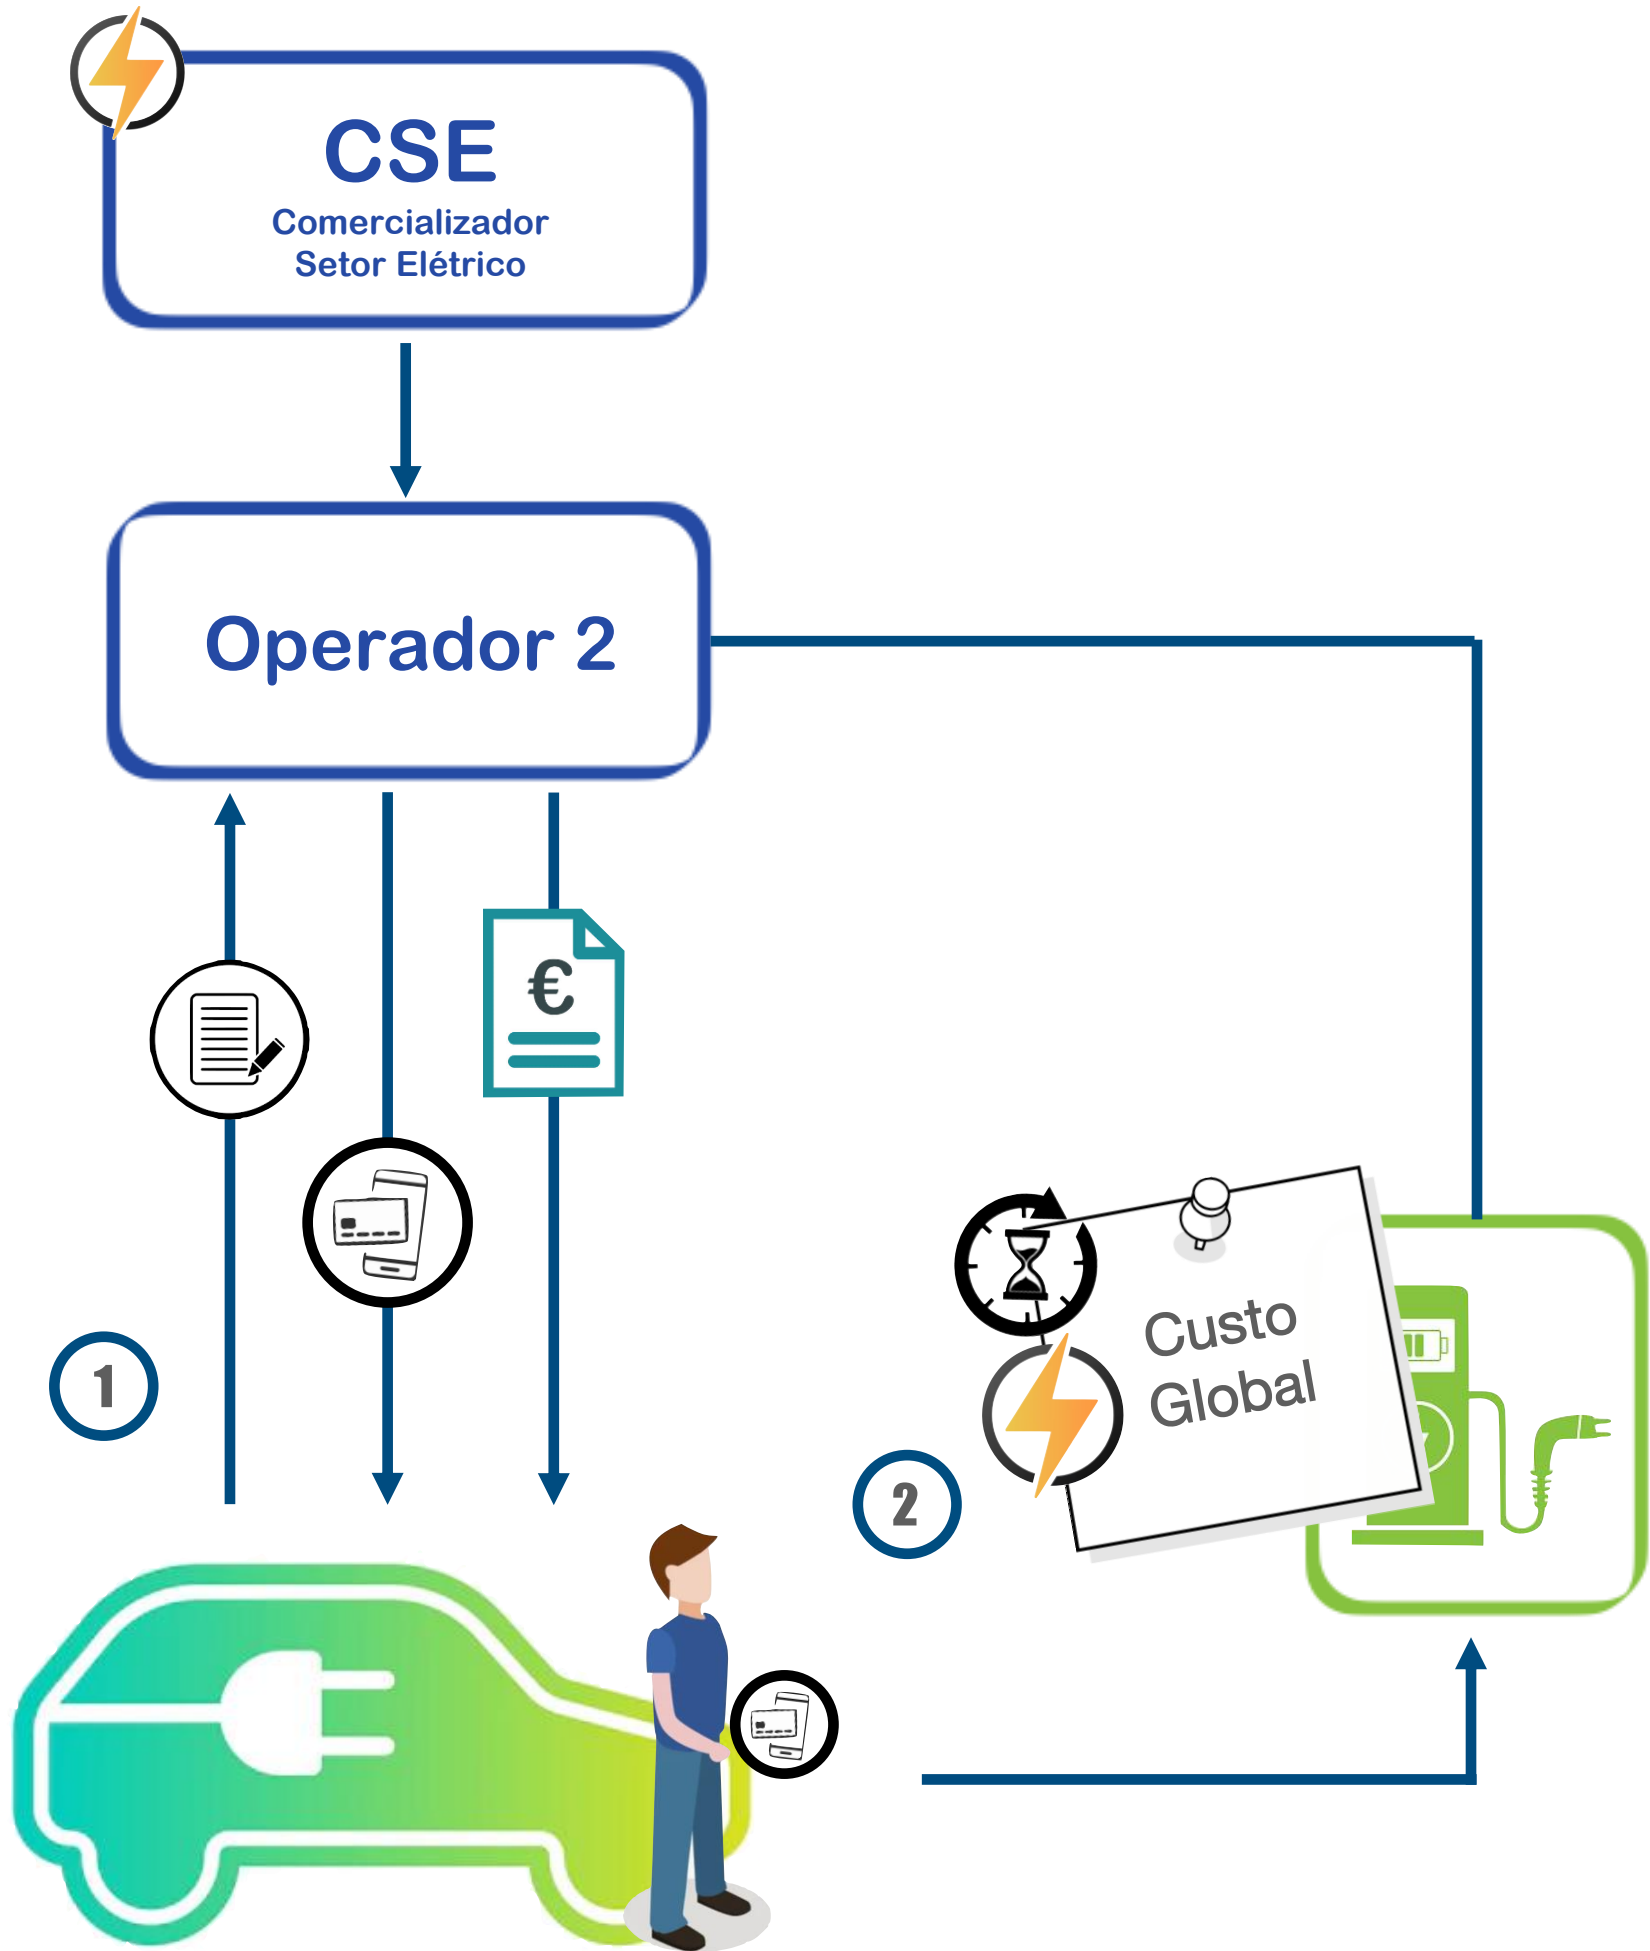 CSE
Comercializador
Setor Elétrico
Operador 2
€
1
2
Custo
Global